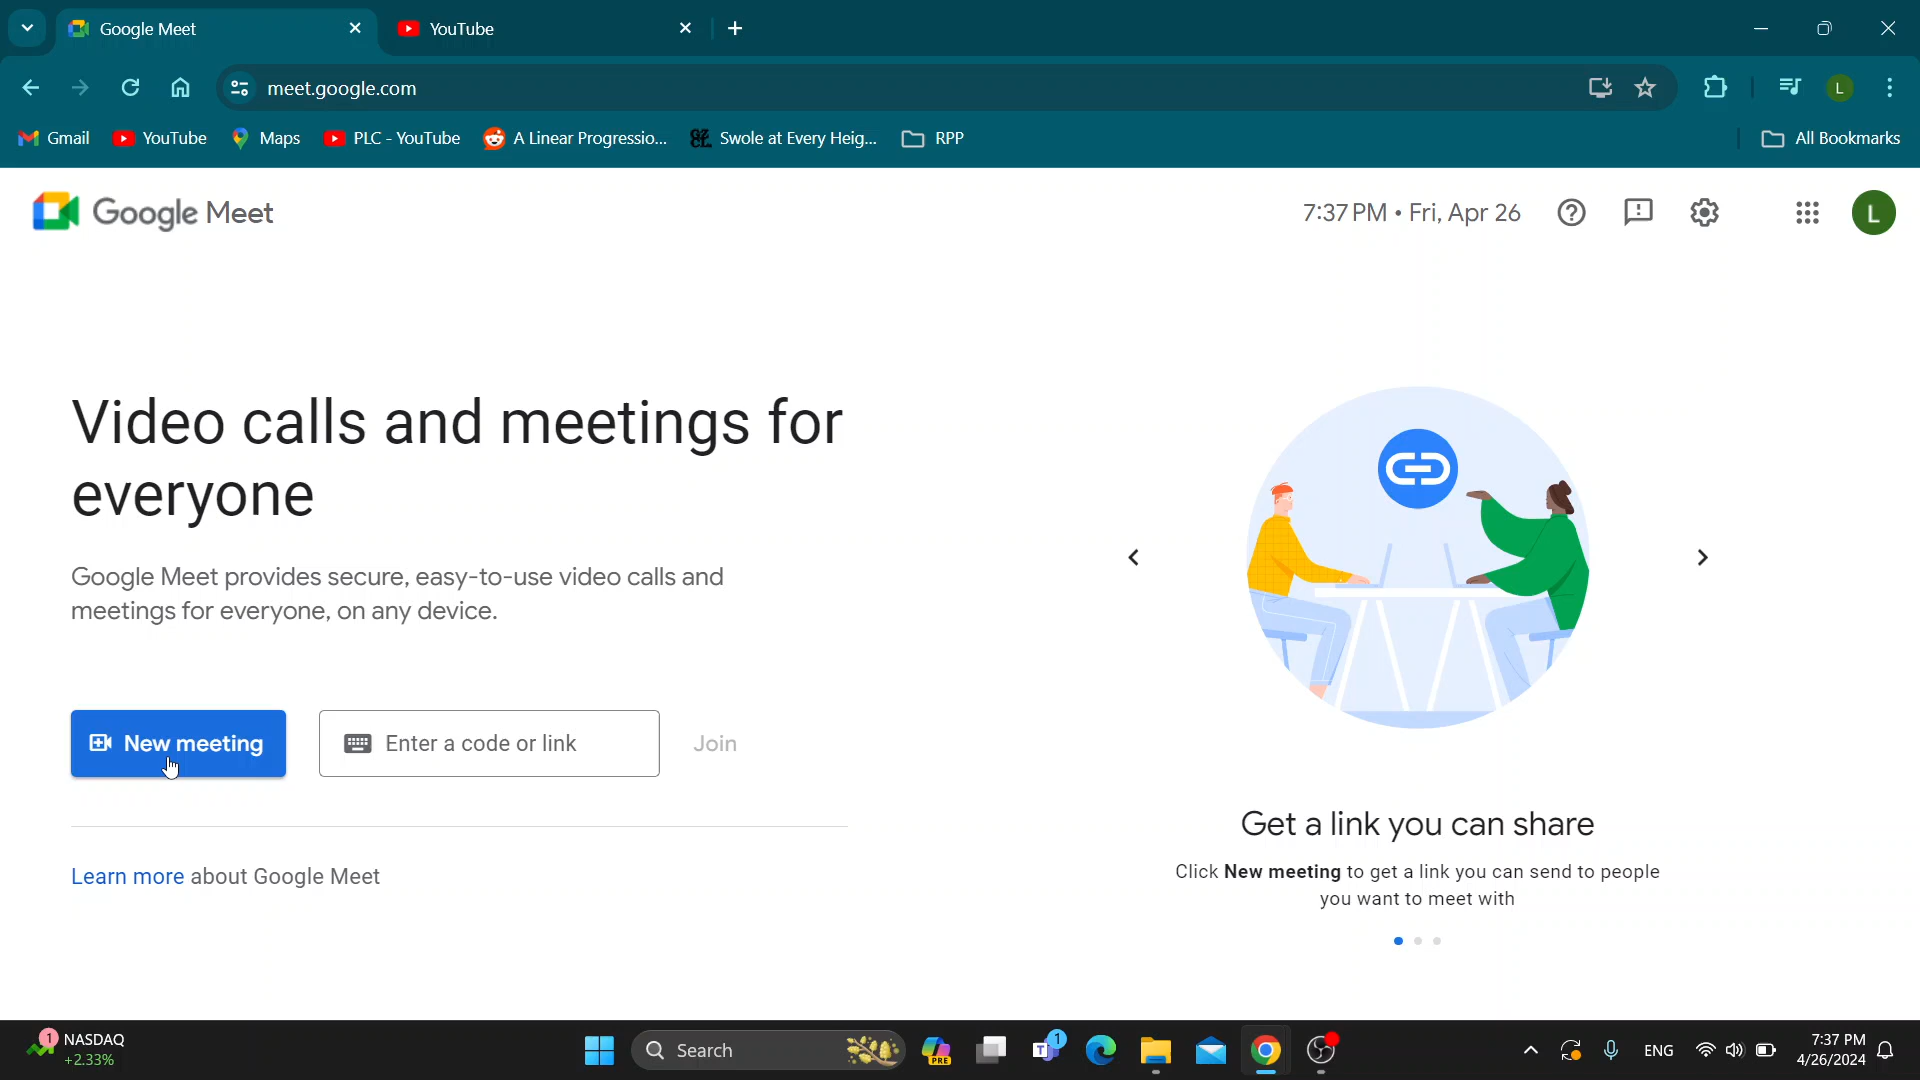 Google Meet
YouTube
meet.google.com
L
Gmail
YouTube
Maps
PLC - YouTube
A Linear Progressio...
Swole at Every Heig...
RPP
All Bookmarks
Google Meet
7:37 PM • Fri, Apr 26
L
Video calls and meetings for
everyone
Google Meet provides secure, easy-to-use video calls and
meetings for everyone, on any device.
New meeting
Enter a code or link
Join
Learn more about Google Meet
Get a link you can share
Click New meeting to get a link you can send to people
you want to meet with
1
NASDAQ
+2.33%
Search
PRE
1
ENG
7:37 PM
4/26/2024